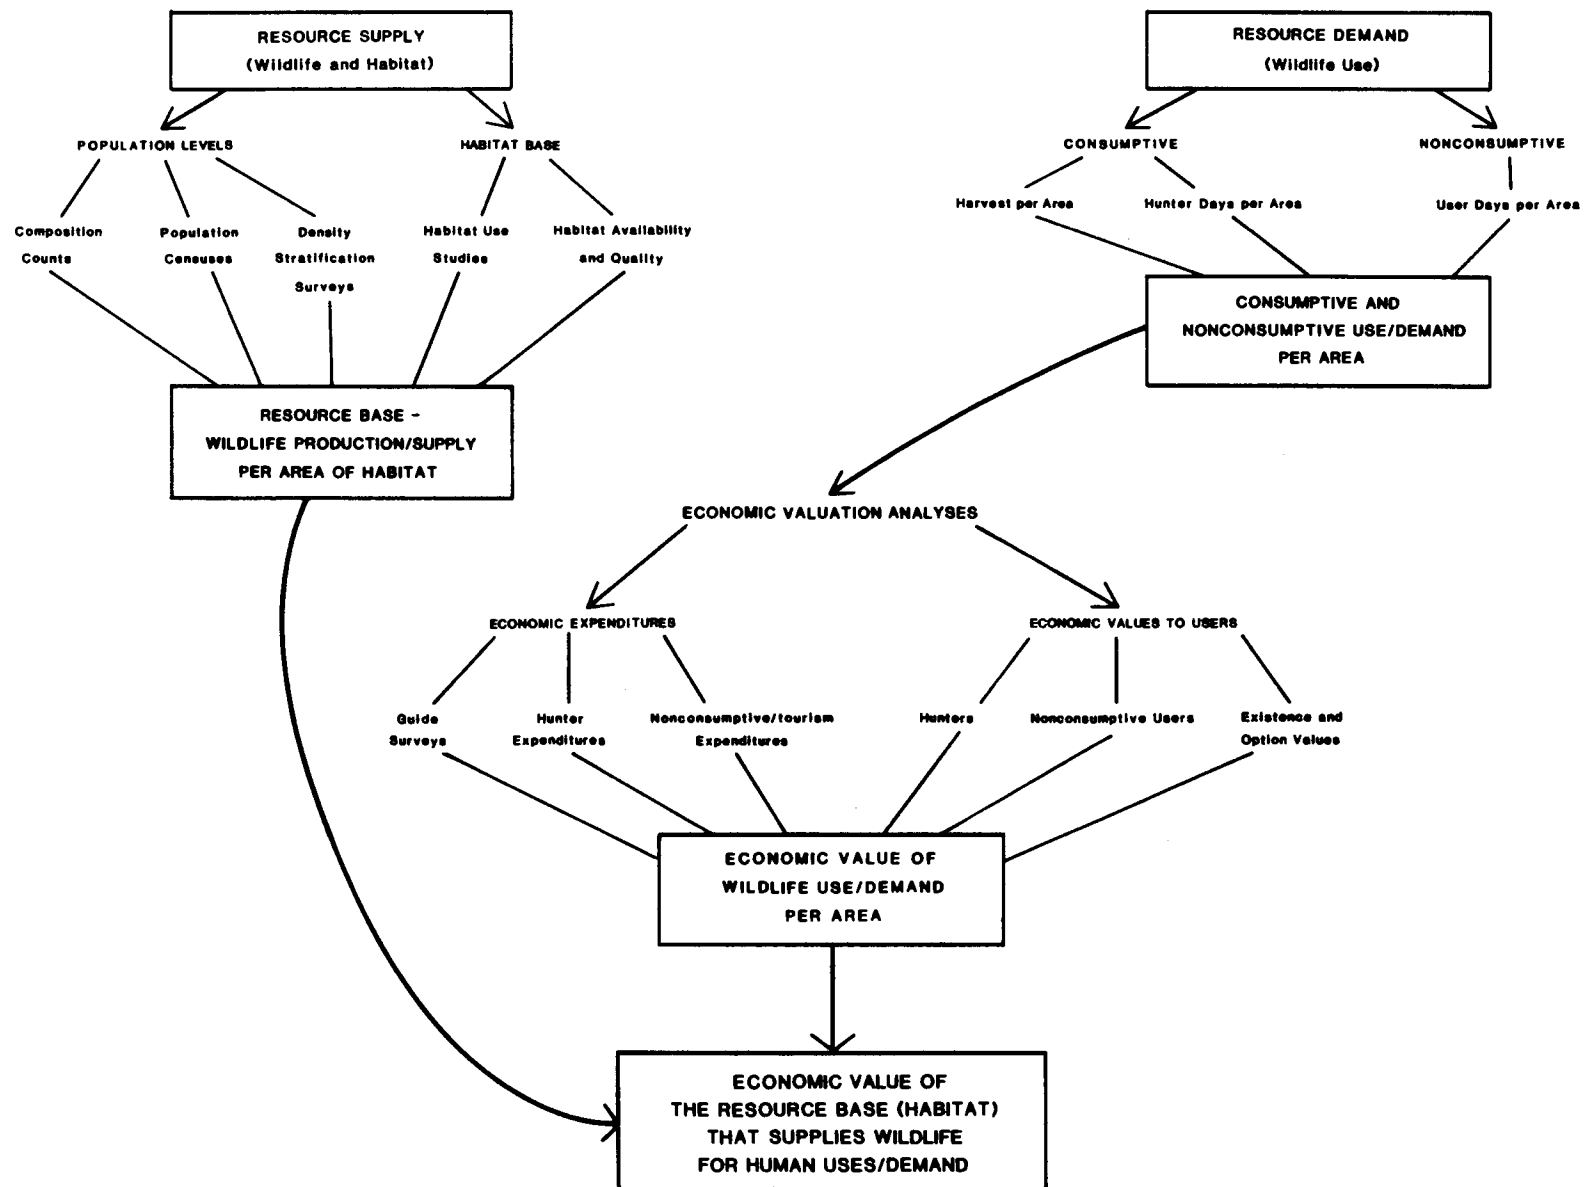 RESOURCE SUPPLY
(Wildlife and Habitat)
POPULATION LEVELS
HABITAT BASE
Composition
Counts
Population
Censuses
Density
Stratification
Surveys
Habitat Use
Studies
Habitat Availability
and Quality
RESOURCE BASE -
WILDLIFE PRODUCTION/SUPPLY
PER AREA OF HABITAT
RESOURCE DEMAND
(Wildlife Use)
CONSUMPTIVE
NONCONSUMPTIVE
Harvest per Area
Hunter Days per Area
User Days per Area
CONSUMPTIVE AND
NONCONSUMPTIVE USE/DEMAND
PER AREA
ECONOMIC VALUATION ANALYSES
ECONOMIC EXPENDITURES
ECONOMIC VALUES TO USERS
Guide
Surveys
Hunter
Expenditures
Nonconsumptive/tourism
Expenditures
Hunters
Nonconsumptive Users
Existence and
Option Values
ECONOMIC VALUE OF
WILDLIFE USE/DEMAND
PER AREA
ECONOMIC VALUE OF
THE RESOURCE BASE (HABITAT)
THAT SUPPLIES WILDLIFE
FOR HUMAN USES/DEMAND